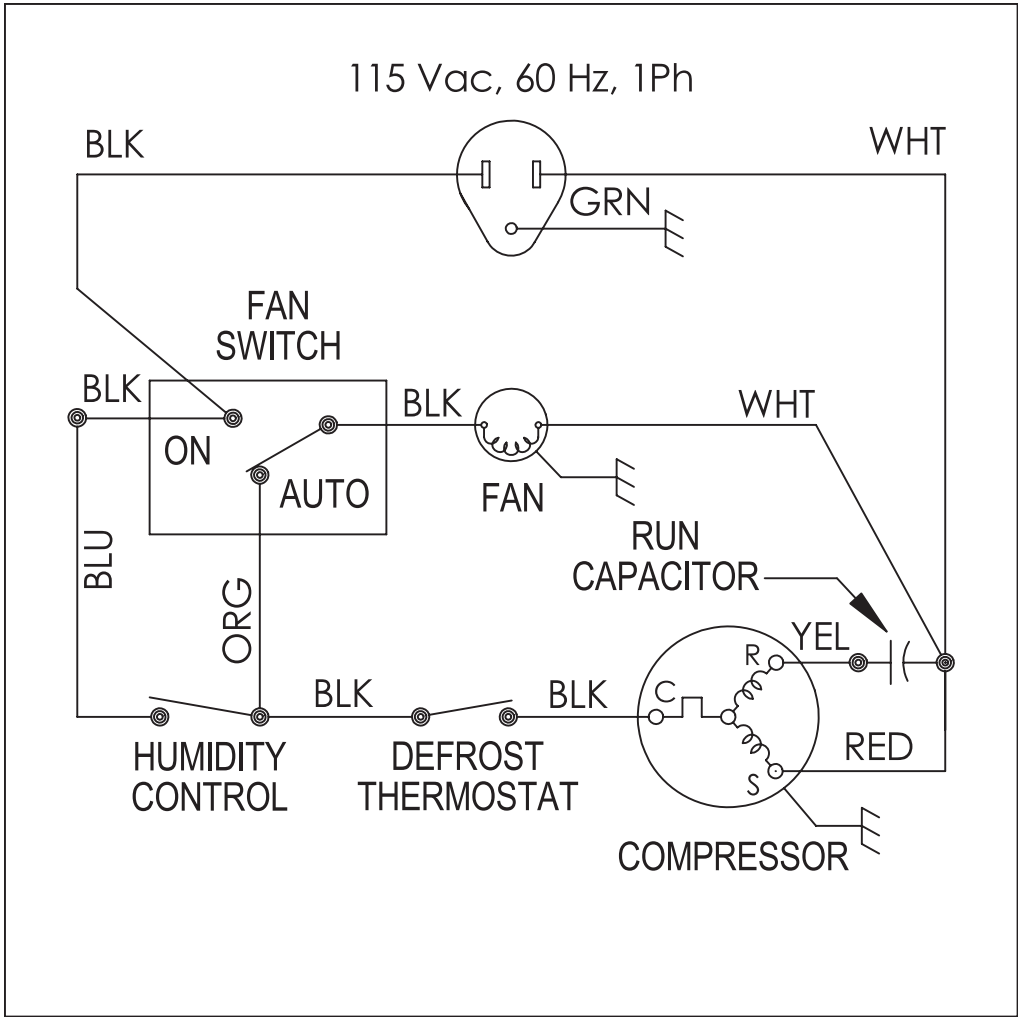 115 Vac, 60 Hz, 1Ph
BLK
WHT
GRN
FAN
SWITCH
BLK
BLK
WHT
ON
AUTO
FAN
BLU
ORG
RUN
CAPACITOR
YEL
R
C
BLK
BLK
RED
S
HUMIDITY
CONTROL
DEFROST
THERMOSTAT
COMPRESSOR